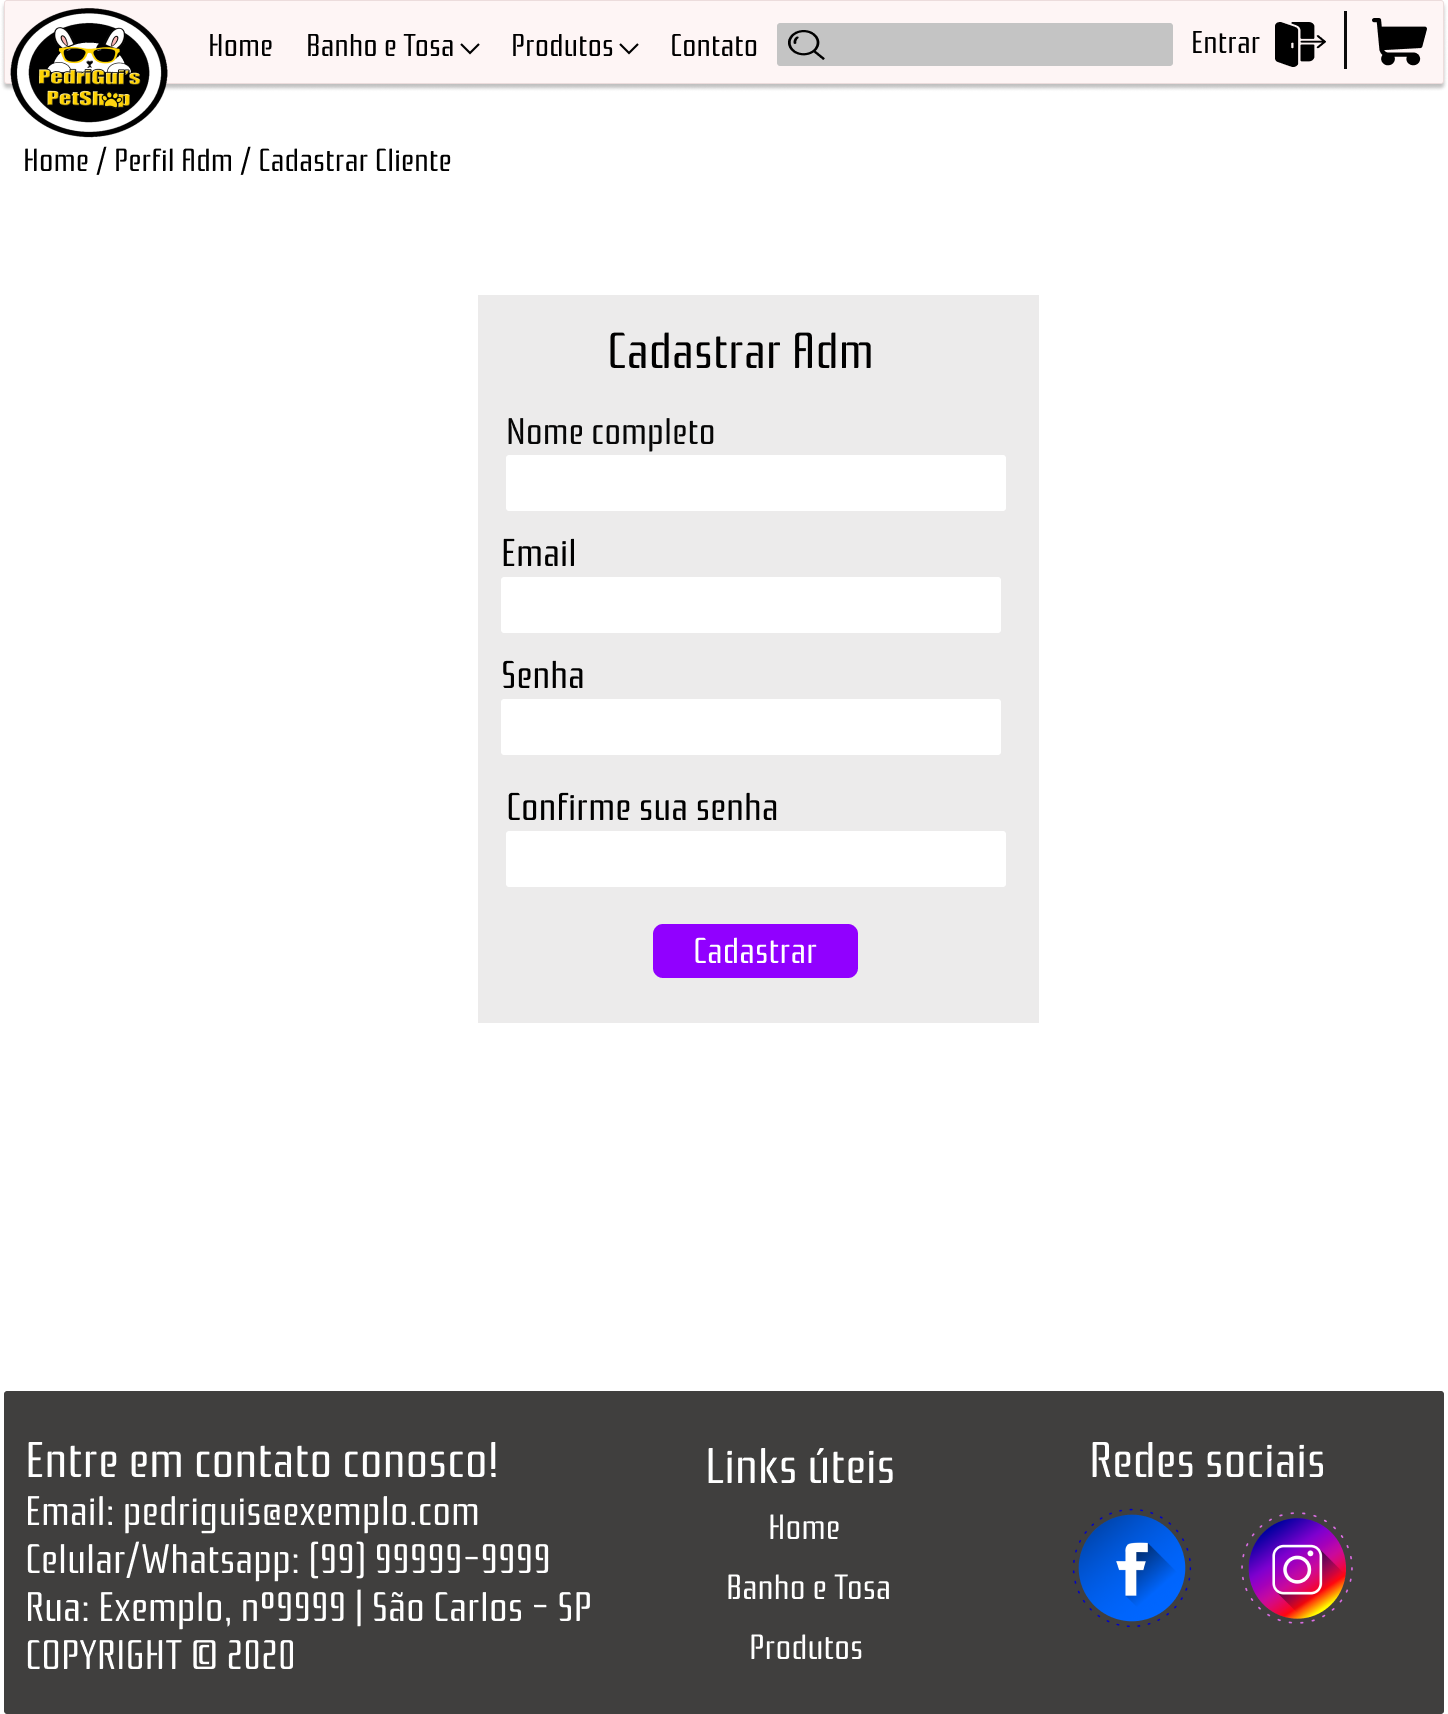 PedriGui's
PetShop
Home Banho e Tosa Produtos Contato Entrar
Home / Perfil Adm / Cadastrar Cliente
Cadastrar Adm
Nome completo
Email
Senha
Confirme sua senha
Cadastrar
Entre em contato conosco!
Email: pedriguis@exemplo.com
Celular/Whatsapp: (99) 99999-9999
Rua: Exemplo, nº9999 | São Carlos - SP
COPYRIGHT © 2020
Links úteis
Home
Banho e Tosa
Produtos
Redes sociais